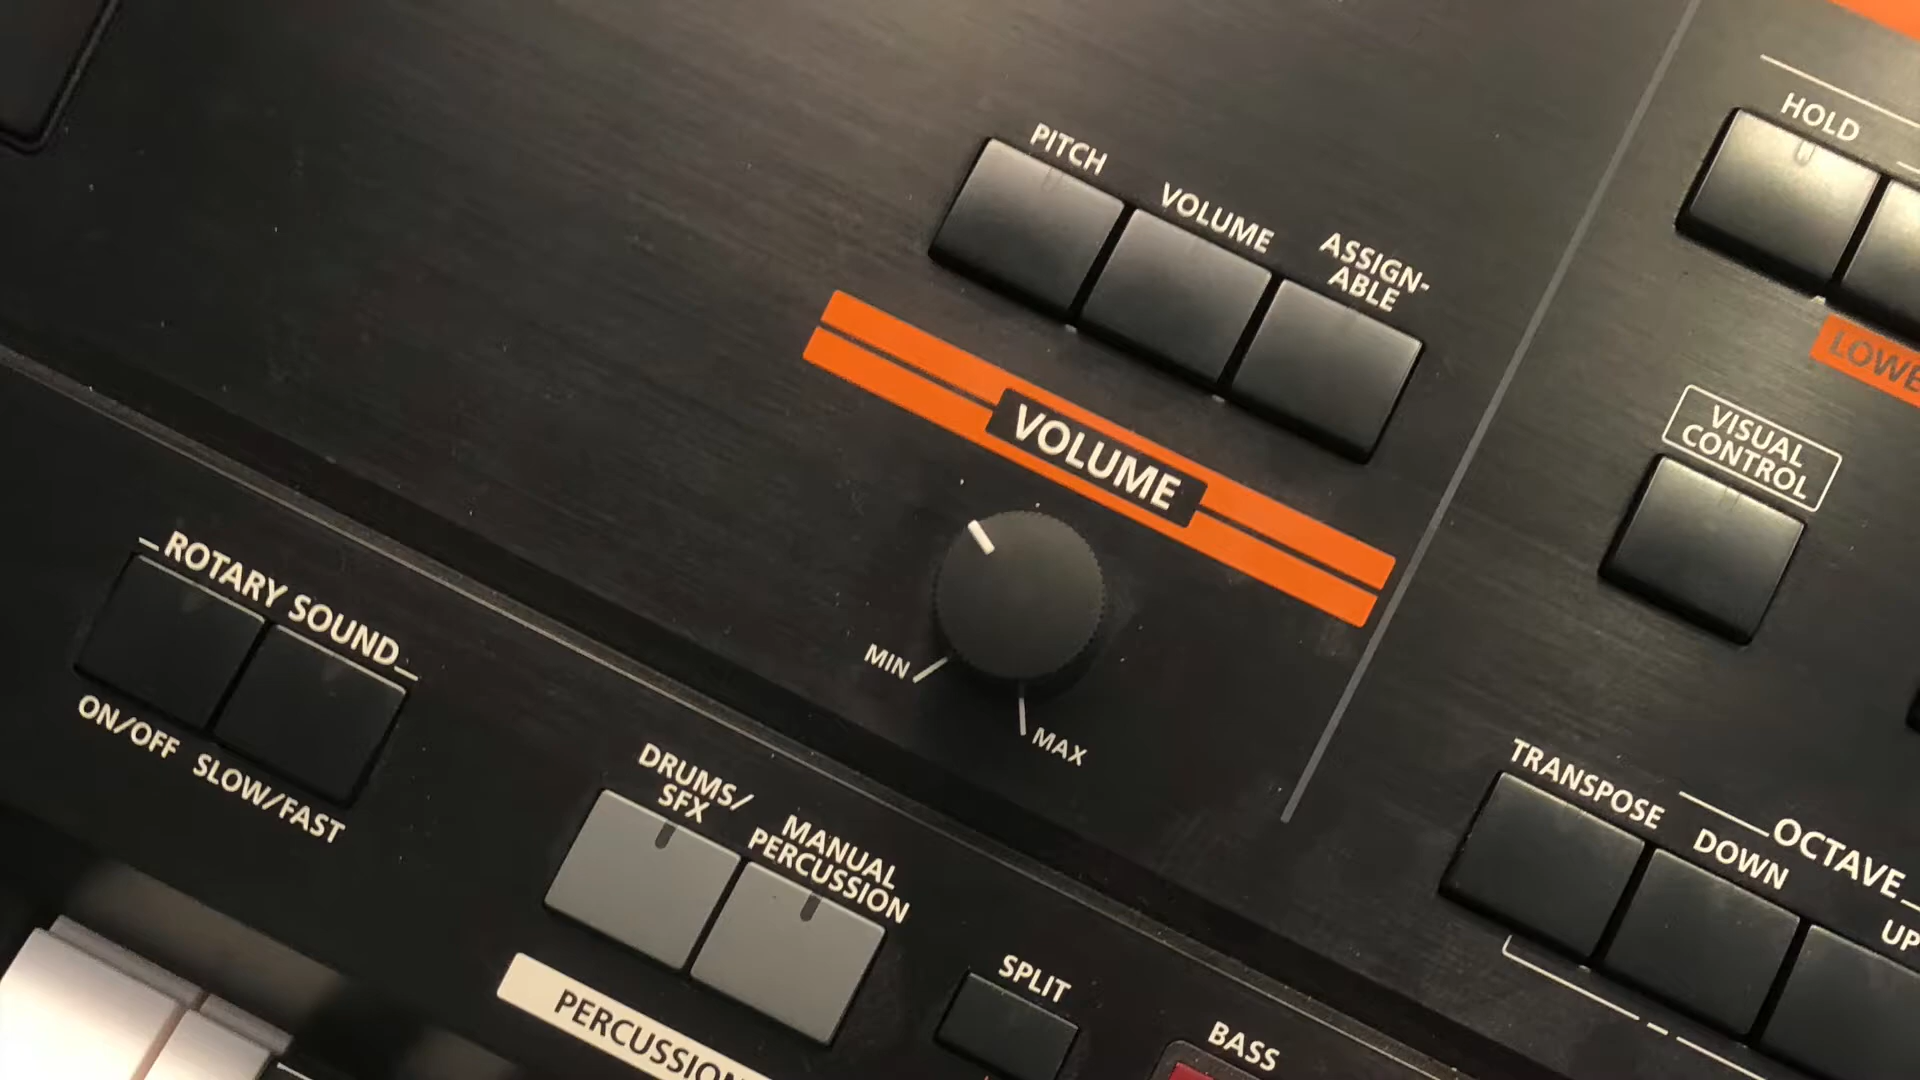 HOLD
PITCH
VOLUME
ASSIGN-
ABLE
VOLUME
VISUAL
CONTROL
ROTARY SOUND
ON/OFF
SLOW/FAST
MIN
MAX
DRUMS/
SFX
MANUAL
PERCUSSION
TRANSPOSE
OCTAVE
DOWN
UP
SPLIT
PERCUSSION
BASS